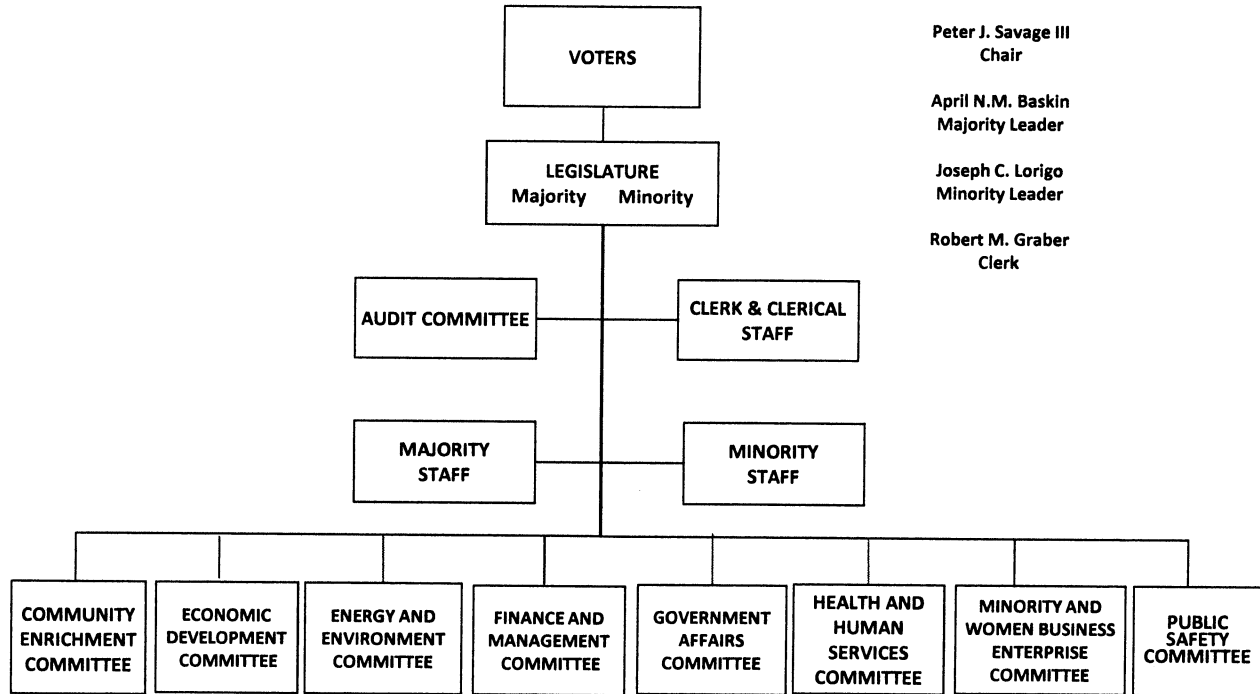 VOTERS
Peter J. Savage III
Chair
April N.M. Baskin
Majority Leader
Joseph C. Lorigo
Minority Leader
Robert M. Graber
Clerk
LEGISLATURE
Majority Minority
AUDIT COMMITTEE
CLERK & CLERICAL
STAFF
MAJORITY
STAFF
MINORITY
STAFF
COMMUNITY
ENRICHMENT
COMMITTEE
ECONOMIC
DEVELOPMENT
COMMITTEE
ENERGY AND
ENVIRONMENT
COMMITTEE
FINANCE AND
MANAGEMENT
COMMITTEE
GOVERNMENT
AFFAIRS
COMMITTEE
HEALTH AND
HUMAN
SERVICES
COMMITTEE
MINORITY AND
WOMEN BUSINESS
ENTERPRISE
COMMITTEE
PUBLIC
SAFETY
COMMITTEE